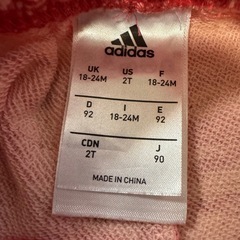 adidas
UK US F
18-24M 2T 18-24M
D I E
92 18-24M 92
CDN J
2T 90
MADE IN CHINA